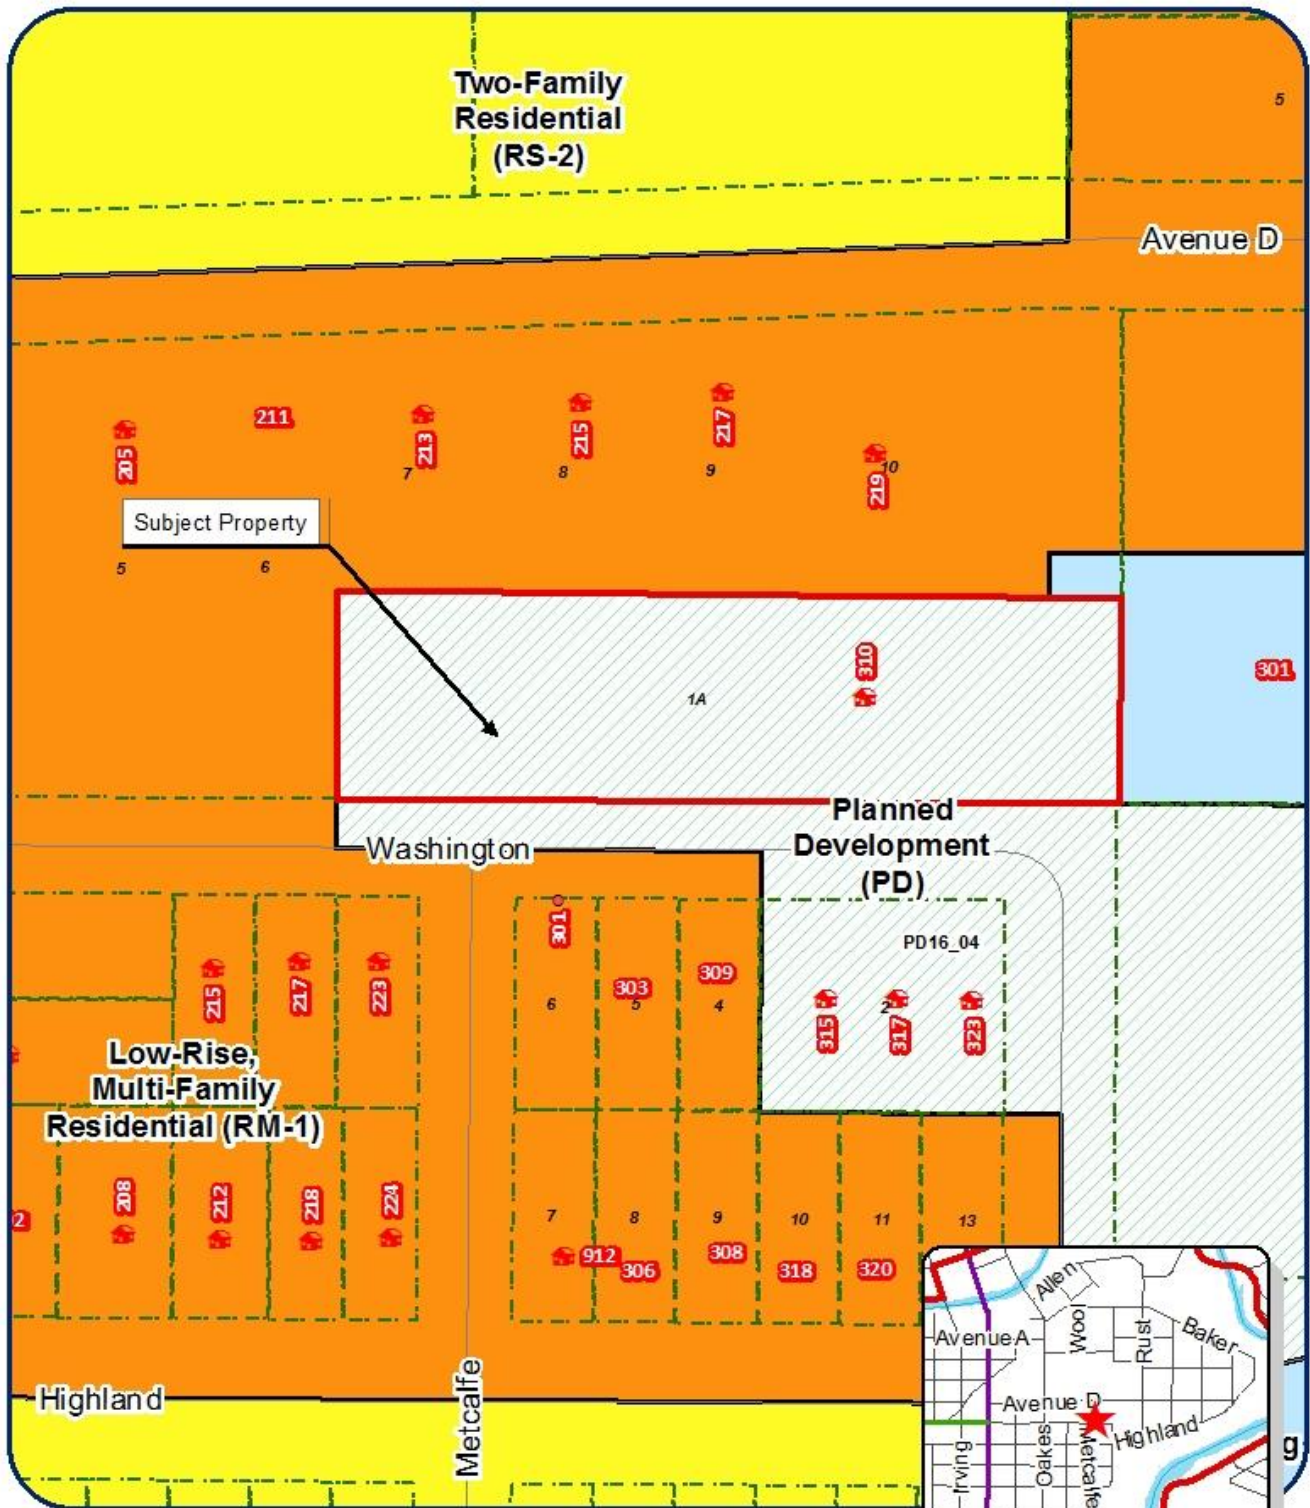 Two-Family
Residential
(RS-2)
5
Avenue D
205
211
213
215
217
219
7
8
9
10
Subject Property
5
6
310
1A
301
Planned
Development
(PD)
Washington
PD16_04
215
217
223
301
303
309
6
5
4
315
317
323
2
Low-Rise,
Multi-Family
Residential (RM-1)
208
212
218
224
7
8
9
10
11
13
912
306
308
318
320
Highland
Metcalfe
Allen
Wool
Rust
Baker
Avenue A
Avenue D
Highland
Irving
Oakes
Metcalfe